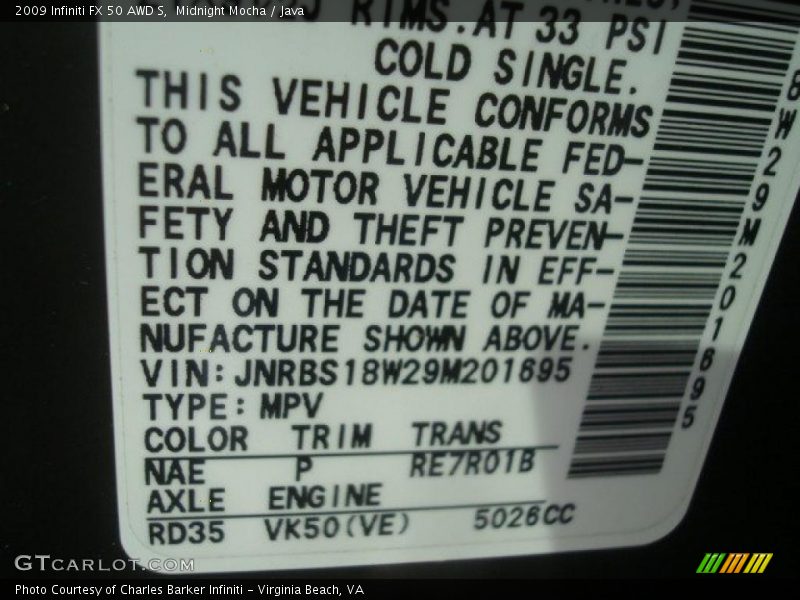 2009 Infiniti FX 50 AWD S, Midnight Mocha / Java
RIMS.AT 33 PSI
COLD SINGLE.
THIS VEHICLE CONFORMS
TO ALL APPLICABLE FED-
ERAL MOTOR VEHICLE SA-
FETY AND THEFT PREVEN-
TION STANDARDS IN EFF-
ECT ON THE DATE OF MA-
NUFACTURE SHOWN ABOVE.
VIN:JNRBS18W29M201695
TYPE:MPV
COLOR TRIM TRANS
NAE P RE7R01B
AXLE ENGINE
RD35 VK50(VE) 5026CC
8W29M201695
GTCARLOT.COM
Photo Courtesy of Charles Barker Infiniti - Virginia Beach, VA